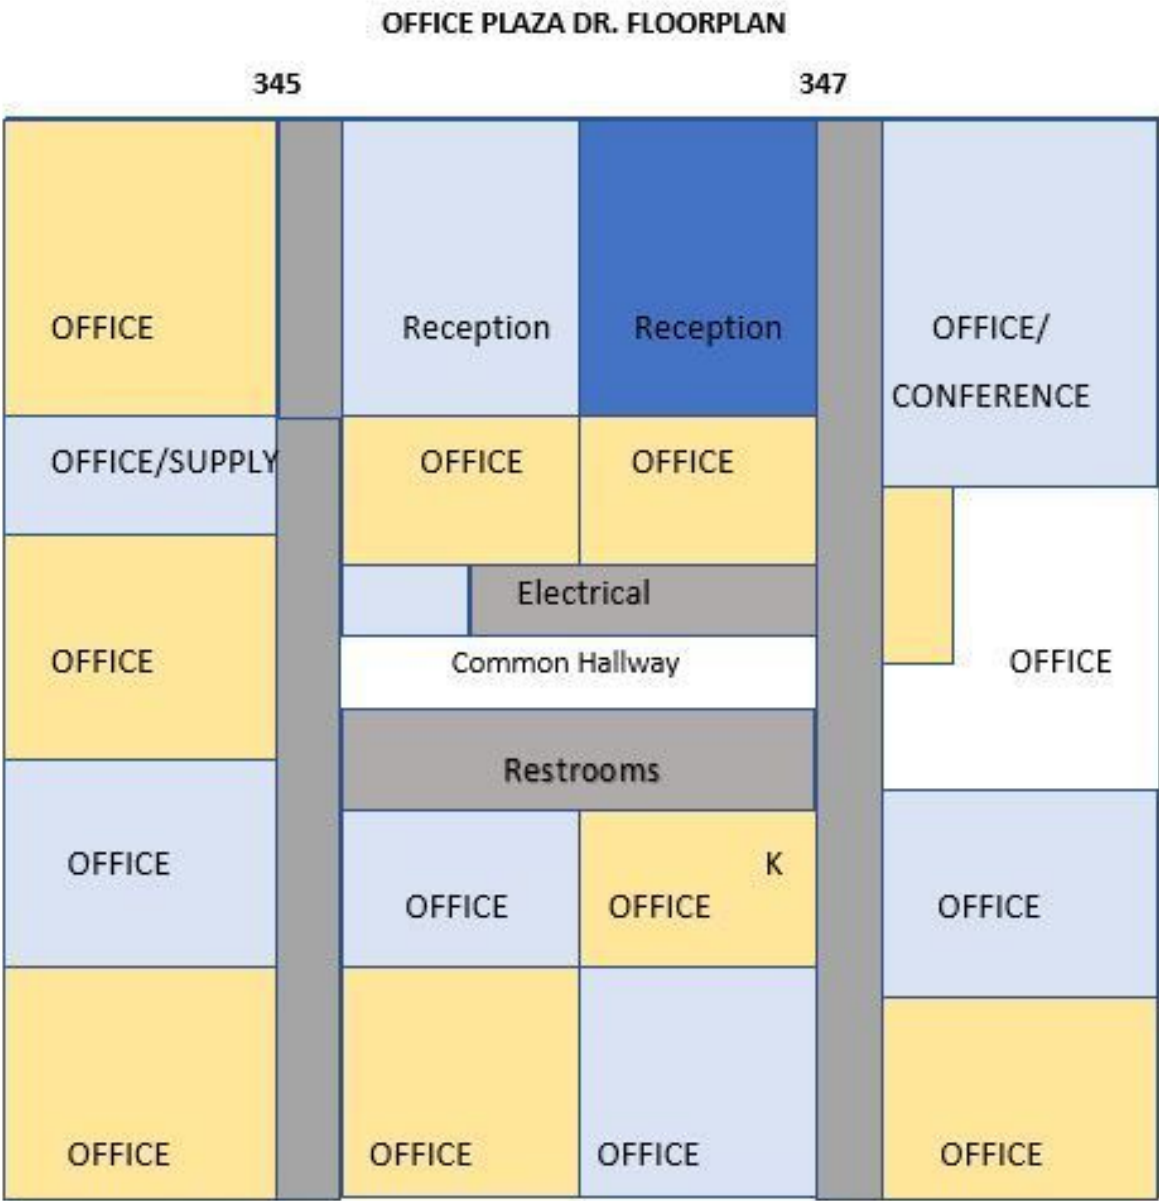 OFFICE PLAZA DR. FLOORPLAN
345 347
OFFICE Reception Reception OFFICE/
CONFERENCE
OFFICE/SUPPLY OFFICE OFFICE
Electrical
OFFICE Common Hallway OFFICE
Restrooms
OFFICE K
OFFICE OFFICE OFFICE
OFFICE OFFICE OFFICE OFFICE